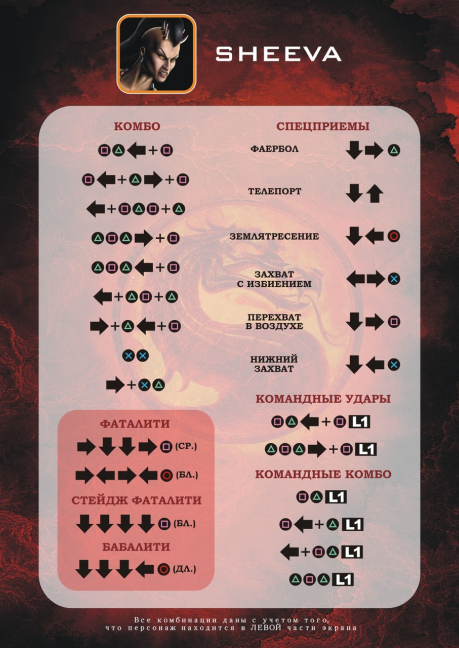 SHEEVA
КОМБО
□△←+□
□←+△→+□
←+□△□+△
△□△→+□
△□△←+□
←+△□+△
→+△←+□
✕✕
→+✕△
ФАТАЛИТИ
→↓↓→□(СР.)
→←→←○(БЛ.)
СТЕЙДЖ ФАТАЛИТИ
↓↓↓↓□(БЛ.)
БАБАЛИТИ
↓↓↓←○(ДЛ.)
СПЕЦПРИЕМЫ
ФАЕРБОЛ ↓→△
ТЕЛЕПОРТ ↓↑
ЗЕМЛЯТРЕСЕНИЕ ↓←○
ЗАХВАТ
С ИЗБИЕНИЕМ ←→✕
ПЕРЕХВАТ
В ВОЗДУХЕ ↓→□
НИЖНИЙ
ЗАХВАТ ↓←✕
КОМАНДНЫЕ УДАРЫ
□△←+□ L1
△□△→+□ L1
КОМАНДНЫЕ КОМБО
□△ L1
□←+△ L1
←+□△ L1
△□△ L1
Все комбинации даны с учетом того,
что персонаж находится в ЛЕВОЙ части экрана